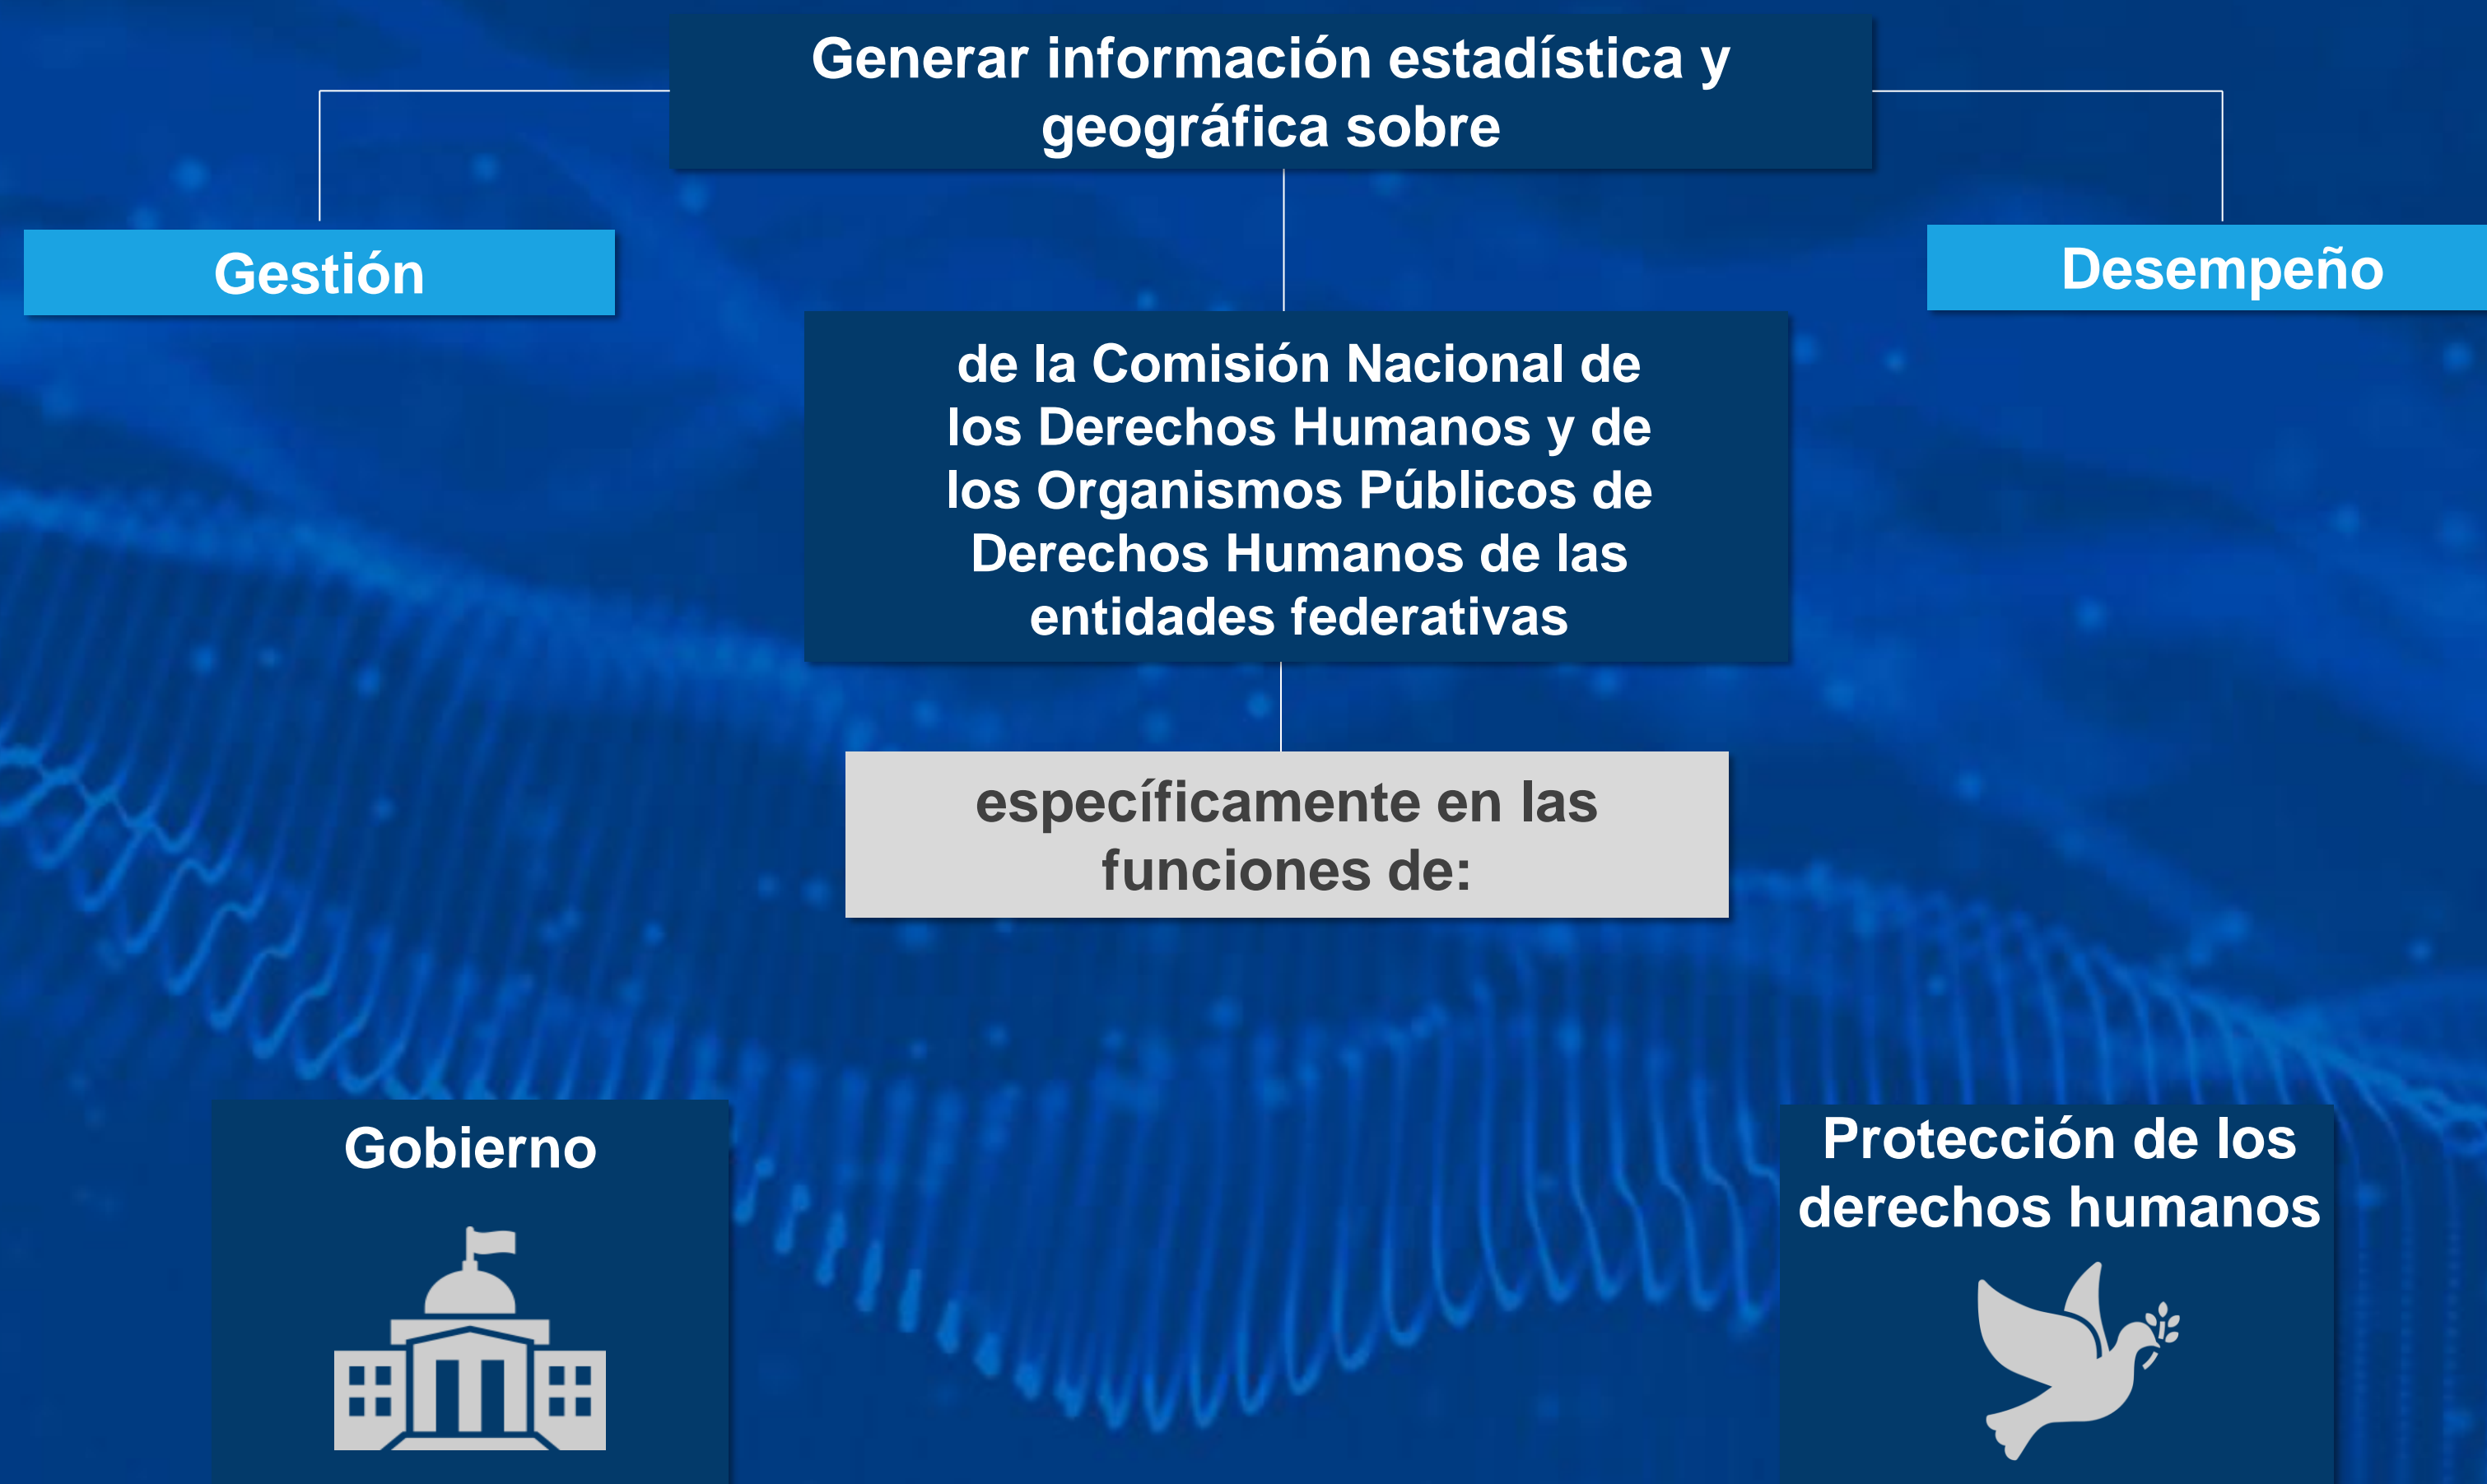 Generar información estadística y
geográfica sobre
Gestión
Desempeño
de la Comisión Nacional de
los Derechos Humanos y de
los Organismos Públicos de
Derechos Humanos de las
entidades federativas
específicamente en las
funciones de:
Gobierno
Protección de los
derechos humanos